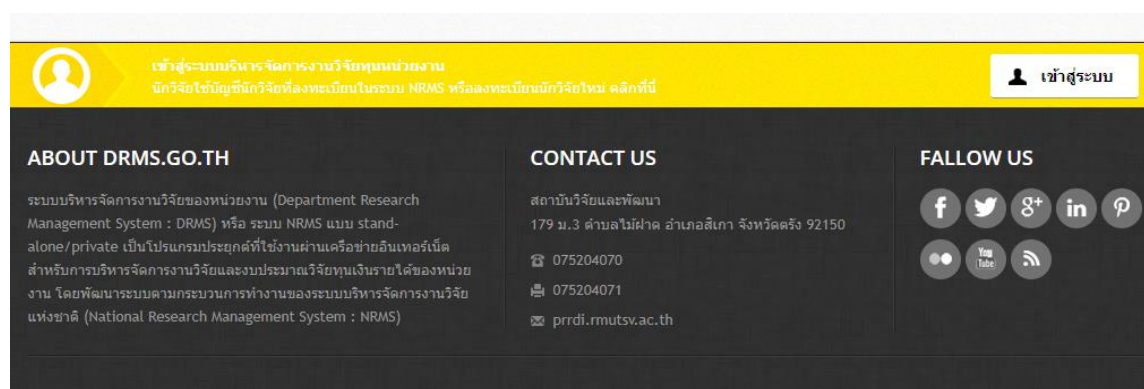 เข้าสู่ระบบบริหารจัดการงานวิจัยทุนหน่วยงาน
นักวิจัยใช้บัญชีนักวิจัยที่ลงทะเบียนในระบบ NRMS หรือลงทะเบียนนักวิจัยใหม่ คลิกที่นี่
เข้าสู่ระบบ
ABOUT DRMS.GO.TH
ระบบบริหารจัดการงานวิจัยของหน่วยงาน (Department Research
Management System : DRMS) หรือ ระบบ NRMS แบบ stand-
alone/private เป็นโปรแกรมประยุกต์ที่ใช้งานผ่านเครือข่ายอินเทอร์เน็ต
สำหรับการบริหารจัดการงานวิจัยและงบประมาณวิจัยทุนเงินรายได้ของหน่วย
งาน โดยพัฒนาระบบตามกระบวนการทำงานของระบบบริหารจัดการงานวิจัย
แห่งชาติ (National Research Management System : NRMS)
CONTACT US
สถาบันวิจัยและพัฒนา
179 ม.3 ตำบลไม้ฝาด อำเภอสิเกา จังหวัดตรัง 92150
075204070
075204071
prrdi.rmutsv.ac.th
FALLOW US
You
Tube